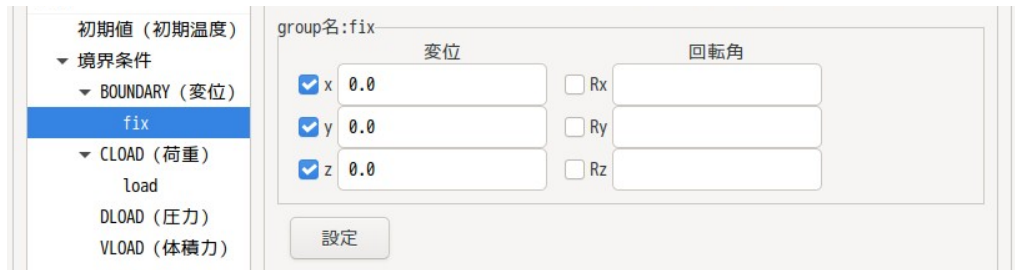 初期値（初期温度）
▼ 境界条件
▼ BOUNDARY（変位）
fix
▼ CLOAD（荷重）
load
DLOAD（圧力）
VLOAD（体積力）
group名:fix
変位 回転角
x 0.0 Rx
y 0.0 Ry
z 0.0 Rz
設定